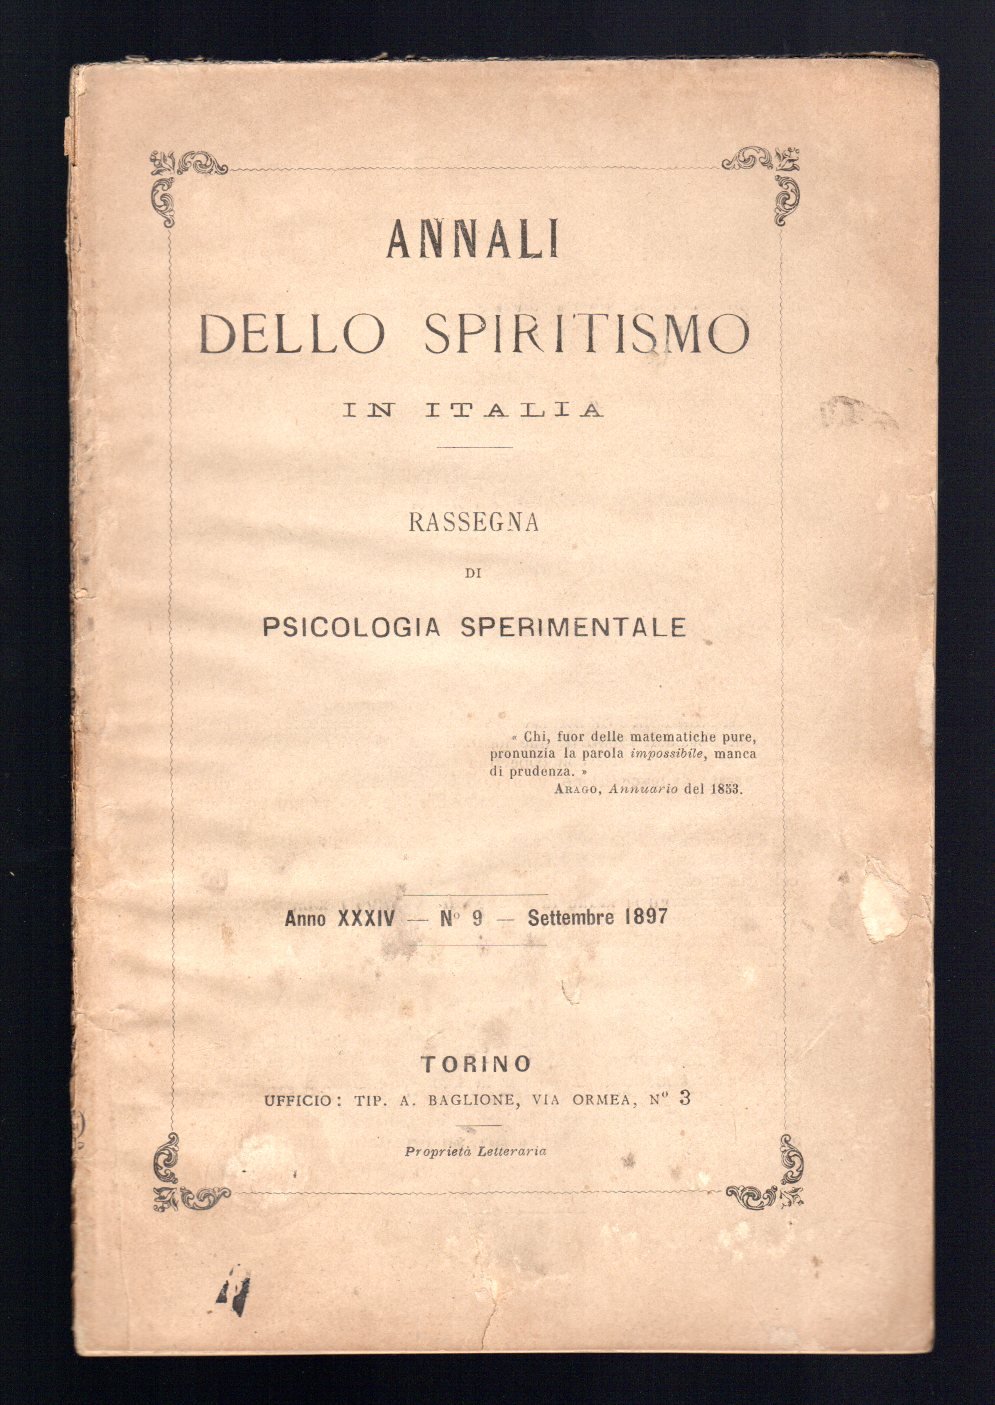 ANNALI
DELLO SPIRITISMO
IN ITALIA
RASSEGNA
DI
PSICOLOGIA SPERIMENTALE
« Chi, fuor delle matematiche pure,
pronunzia la parola impossibile, manca
di prudenza. »
ARAGO, Annuario del 1853.
Anno XXXIV — Nº 9 — Settembre 1897
TORINO
UFFICIO: TIP. A. BAGLIONE, VIA ORMEA, Nº 3
Proprietà Letteraria